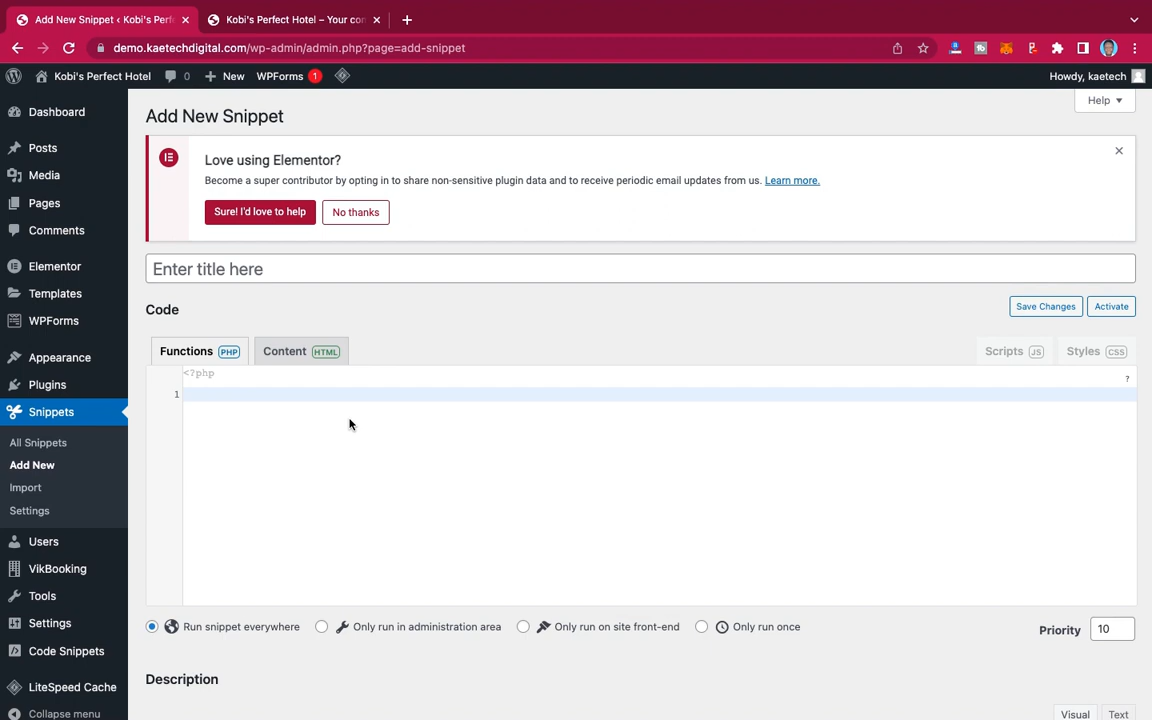 Add New Snippet ‹ Kobi's Perf
Kobi's Perfect Hotel – Your con
demo.kaetechdigital.com/wp-admin/admin.php?page=add-snippet
Kobi's Perfect Hotel
0
New
WPForms 1
Howdy, kaetech
Help
Dashboard
Posts
Media
Pages
Comments
Elementor
Templates
WPForms
Appearance
Plugins
Snippets
All Snippets
Add New
Import
Settings
Users
VikBooking
Tools
Settings
Code Snippets
LiteSpeed Cache
Collapse menu
Add New Snippet
Love using Elementor?
Become a super contributor by opting in to share non-sensitive plugin data and to receive periodic email updates from us. Learn more.
Sure! I'd love to help
No thanks
Enter title here
Code
Save Changes
Activate
Functions PHP
Content HTML
Scripts JS
Styles CSS
<?php
?
1
Run snippet everywhere
Only run in administration area
Only run on site front-end
Only run once
Priority
10
Description
Visual
Text